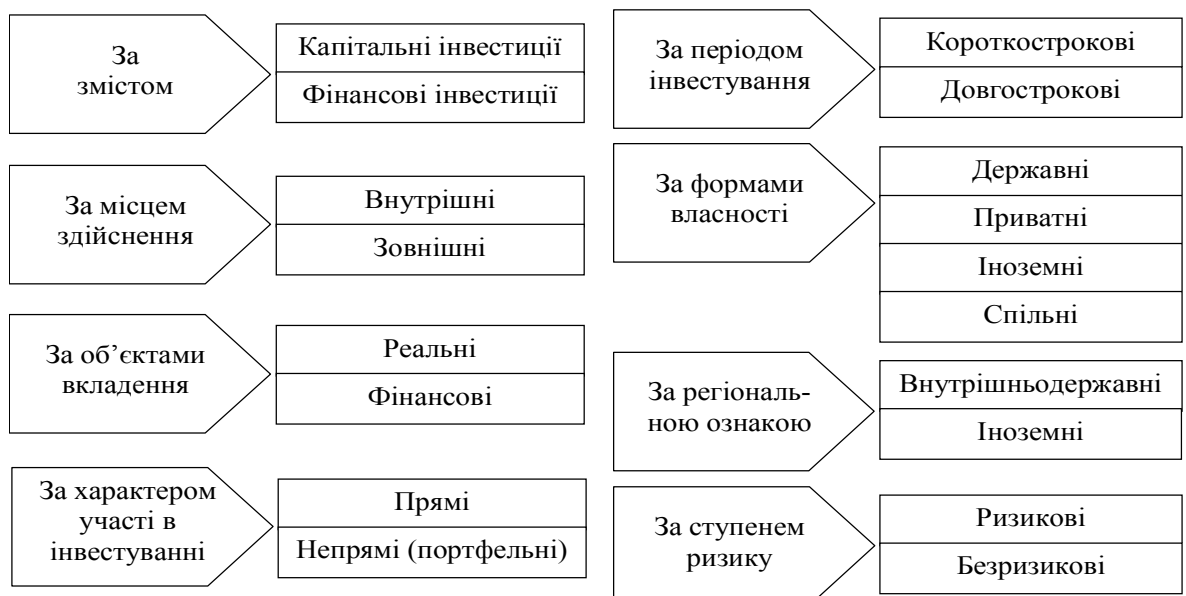 За
змістом
Капітальні інвестиції
Фінансові інвестиції
За місцем
здійснення
Внутрішні
Зовнішні
За об’єктами
вкладення
Реальні
Фінансові
За характером
участі в
інвестуванні
Прямі
Непрямі (портфельні)
За періодом
інвестування
Короткострокові
Довгострокові
За формами
власності
Державні
Приватні
Іноземні
Спільні
За регіональ-
ною ознакою
Внутрішньодержавні
Іноземні
За ступенем
ризику
Ризикові
Безризикові